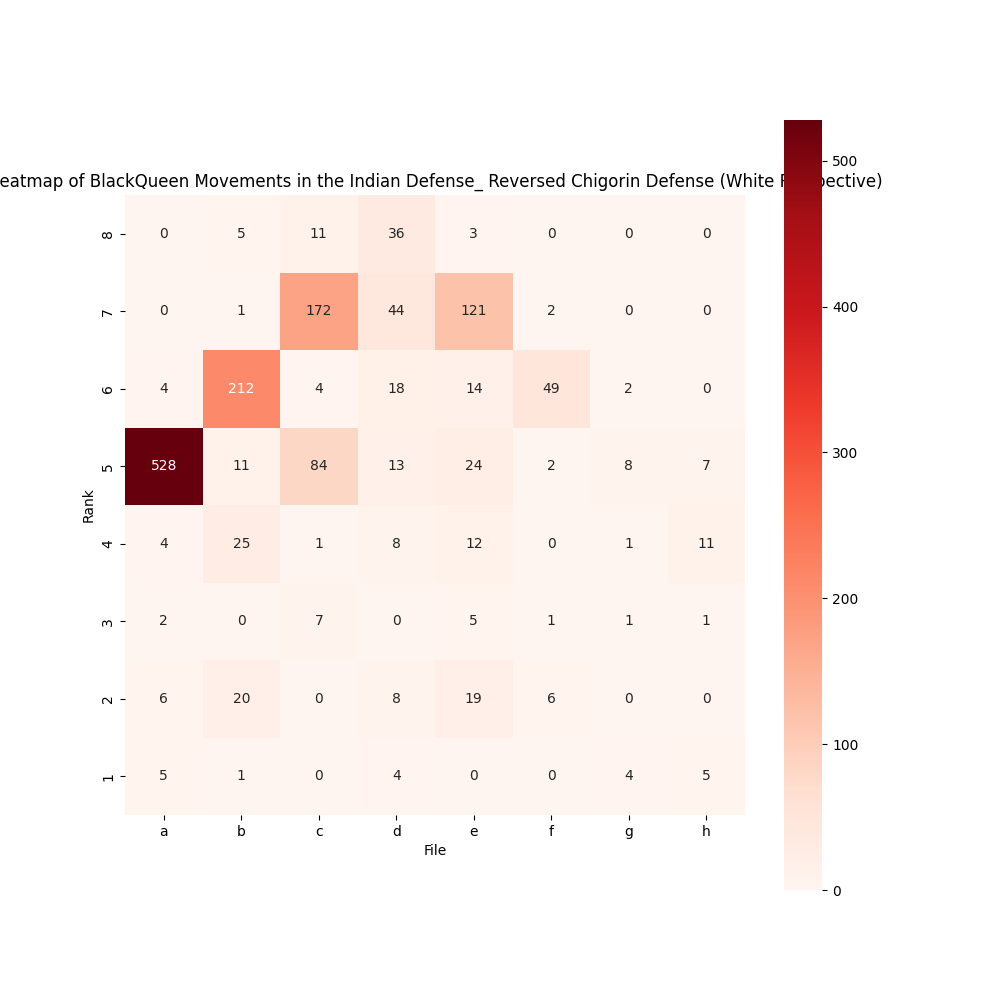 eatmap of BlackQueen Movements in the Indian Defense_ Reversed Chigorin Defense (White pective)
8 0 5 11 36 3 0 0 0
7 0 1 172 44 121 2 0 0
6 4 212 4 18 14 49 2 0
5 528 11 84 13 24 2 8 7
4 4 25 1 8 12 0 1 11
3 2 0 7 0 5 1 1 1
2 6 20 0 8 19 6 0 0
1 5 1 0 4 0 0 4 5
a b c d e f g h
File
Rank
500
400
300
200
100
0